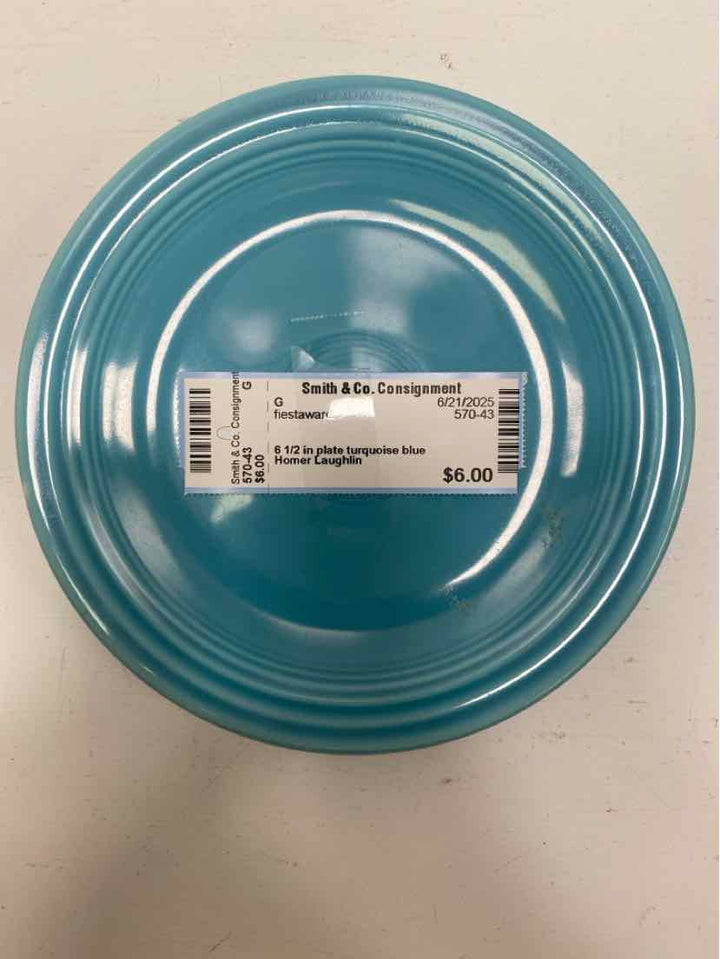 Smith & Co. Consignment
G
570-43
$6.00
Smith & Co. Consignment
G 6/21/2025
fiestaware 570-43
6 1/2 in plate turquoise blue
Homer Laughlin
$6.00